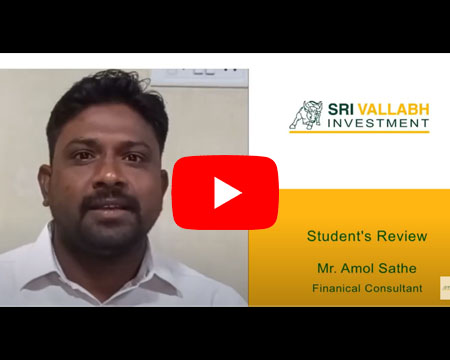 SRI VALLABH
INVESTMENT
Student's Review
Mr. Amol Sathe
Finanical Consultant